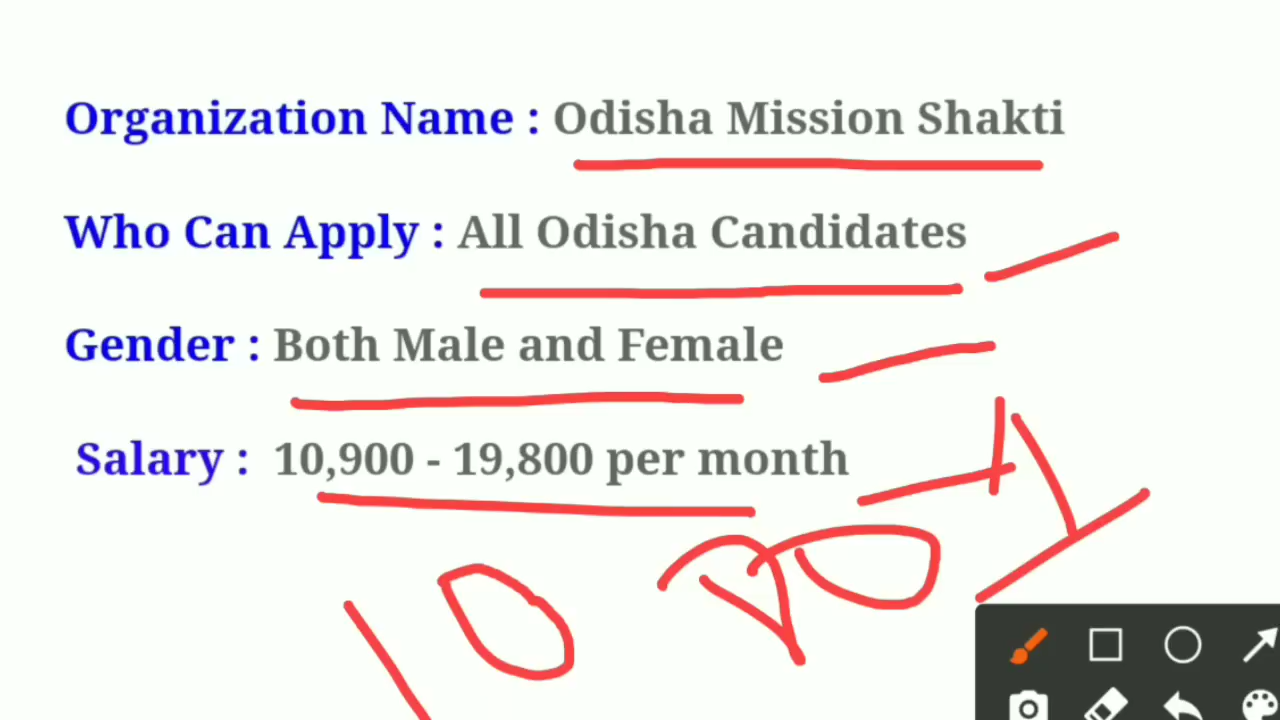 Organization Name : Odisha Mission Shakti
Who Can Apply : All Odisha Candidates
Gender : Both Male and Female
Salary : 10,900 - 19,800 per month
10